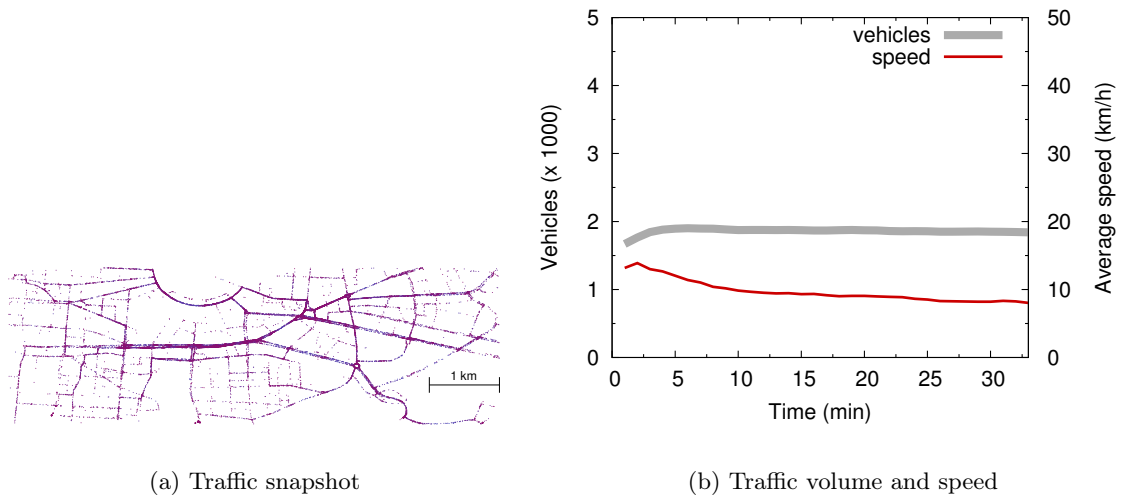 1 km
(a) Traffic snapshot
vehicles
speed
Vehicles (x 1000)
5
4
3
2
1
0
50
40
30
20
10
0
Average speed (km/h)
0 5 10 15 20 25 30
Time (min)
(b) Traffic volume and speed